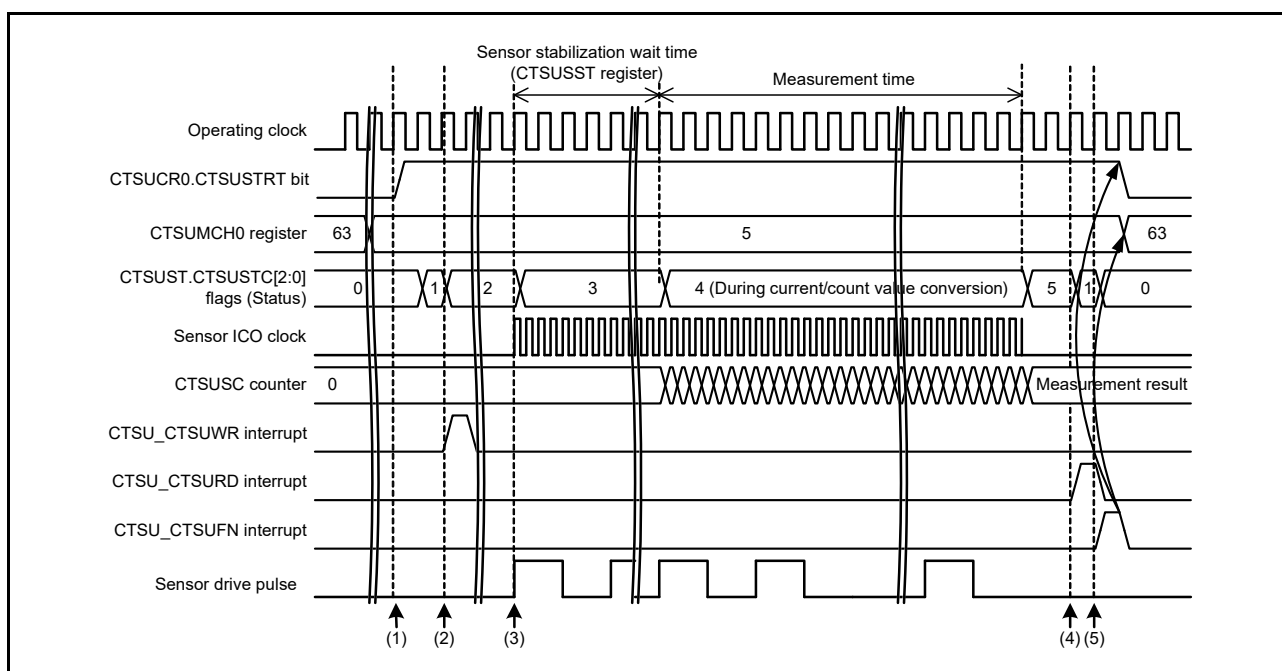 Sensor stabilization wait time
(CTSUSST register)
Measurement time
Operating clock
CTSUCR0.CTSUSTRT bit
CTSUMCH0 register
63
5
63
CTSUST.CTSUSTC[2:0]
flags (Status)
0
1
2
3
4 (During current/count value conversion)
5
1
0
Sensor ICO clock
CTSUSC counter
0
Measurement result
CTSU_CTSUWR interrupt
CTSU_CTSURD interrupt
CTSU_CTSUFN interrupt
Sensor drive pulse
(1)
(2)
(3)
(4)
(5)